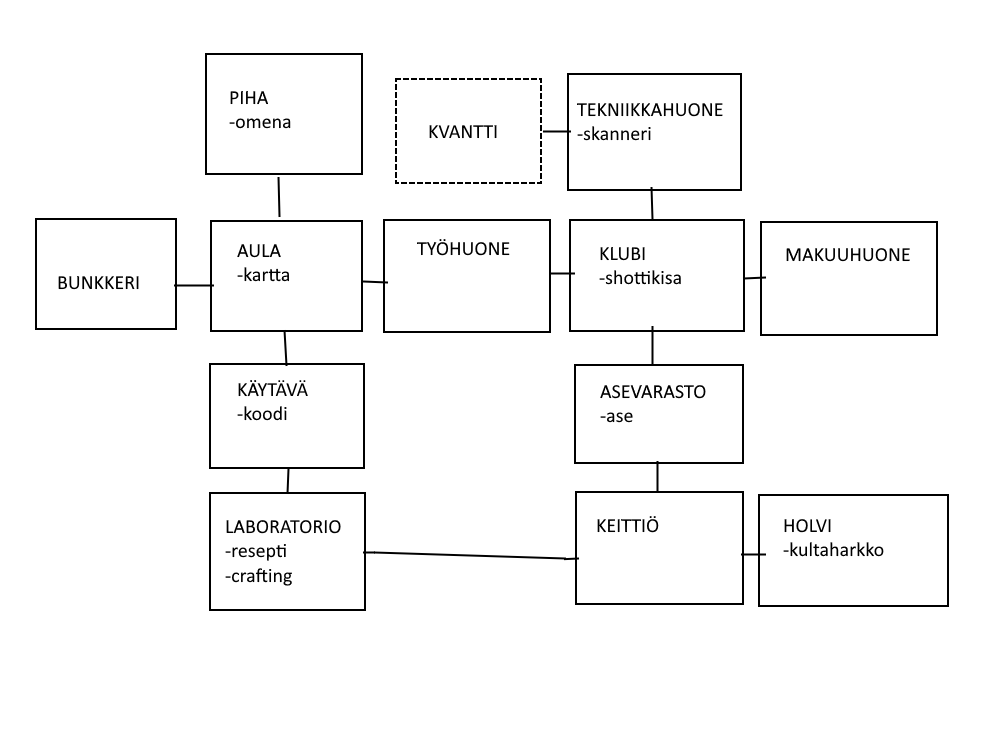 PIHA
-omena
KVANTTI
TEKNIIKKAHUONE
-skanneri
BUNKKERI
AULA
-kartta
TYÖHUONE
KLUBI
-shottikisa
MAKUUHUONE
KÄYTÄVÄ
-koodi
ASEVARASTO
-ase
LABORATORIO
-resepti
-crafting
KEITTIÖ
HOLVI
-kultaharkko